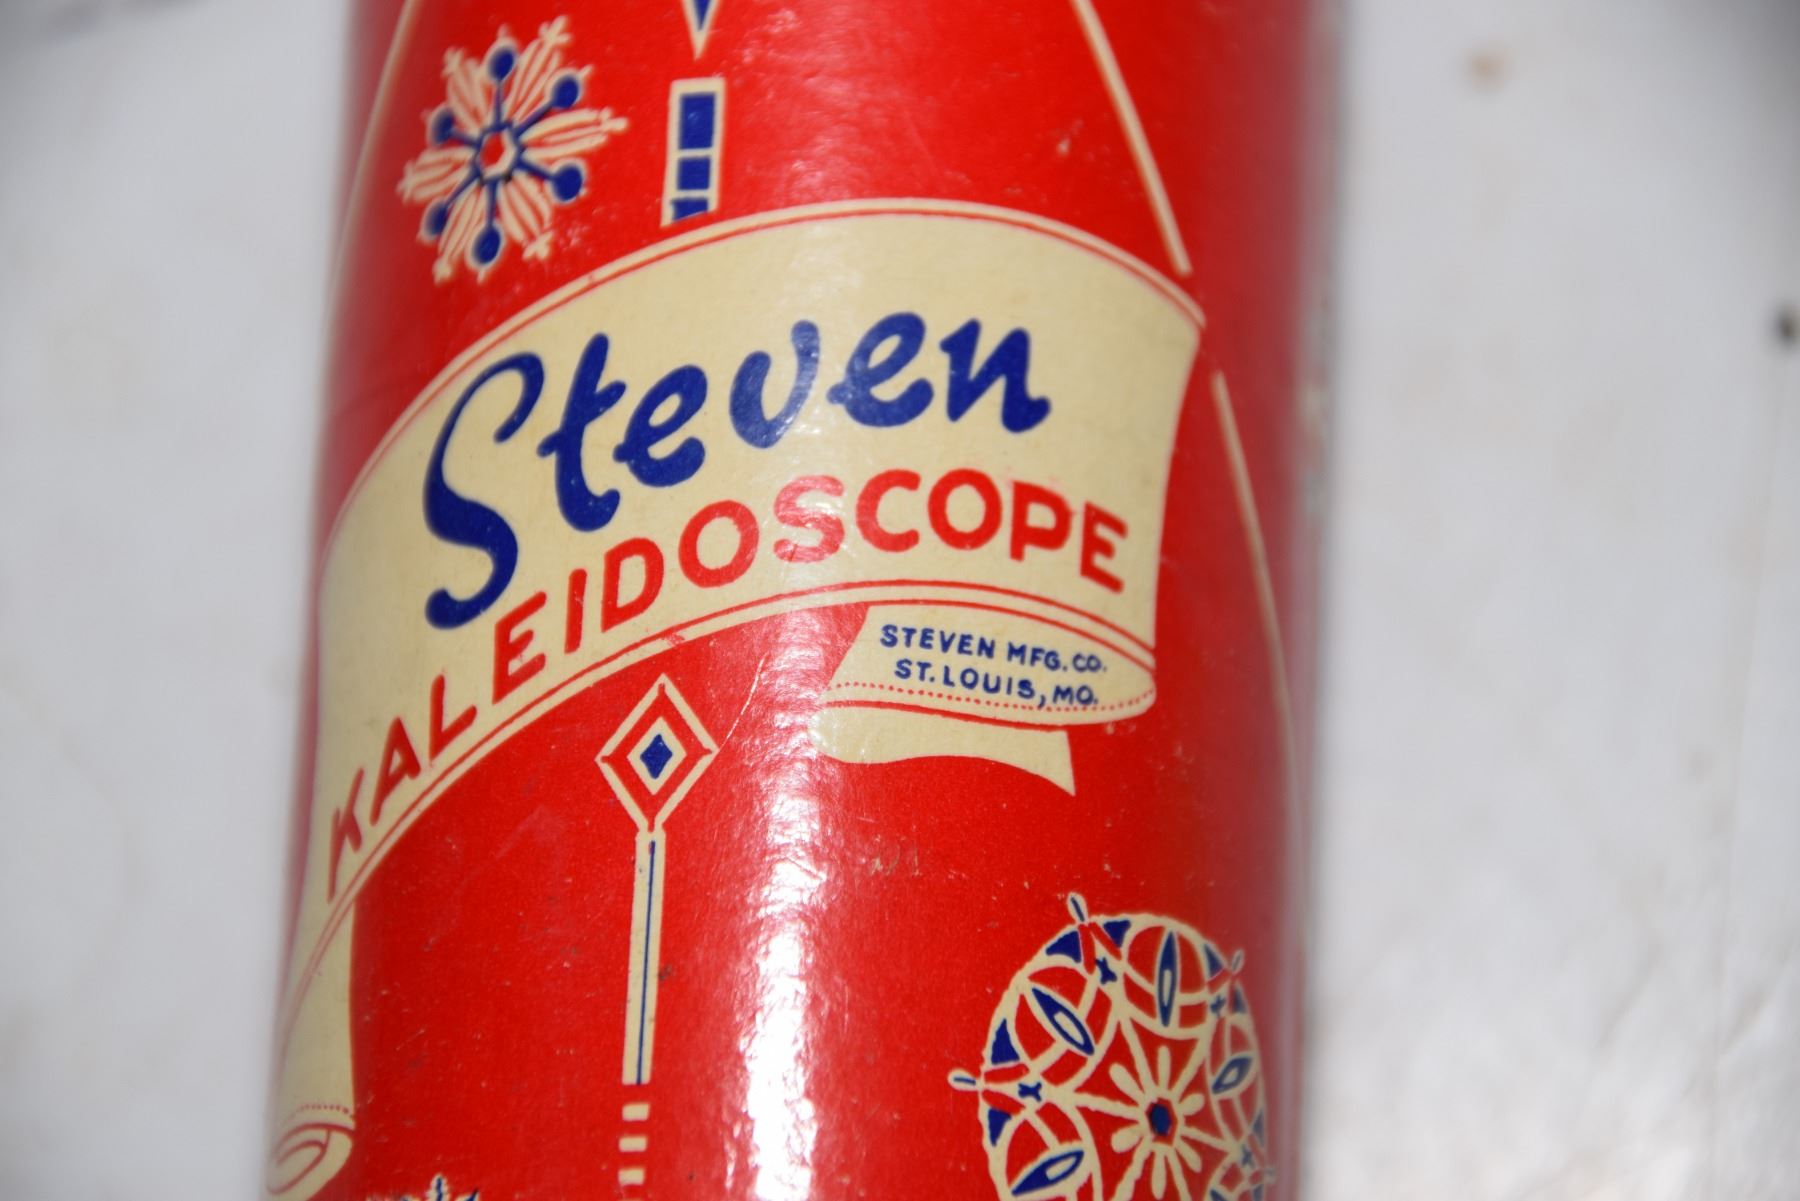 Steven
KALEIDOSCOPE
STEVEN MFG. CO.
ST. LOUIS, MO.